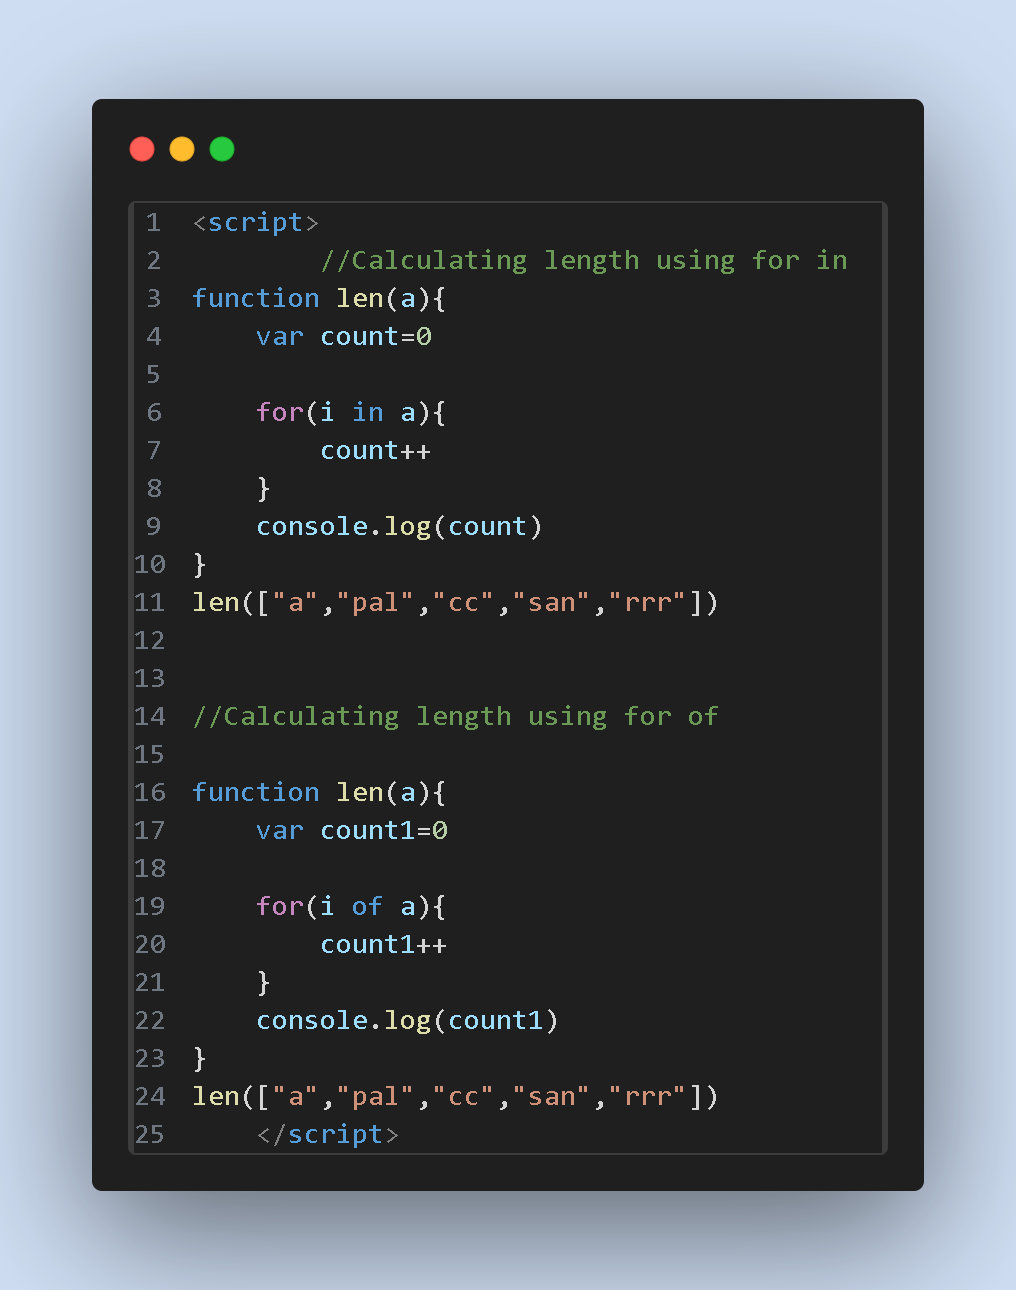 1 <script>
2         //Calculating length using for in
3 function len(a){
4     var count=0
5
6     for(i in a){
7         count++
8     }
9     console.log(count)
10 }
11 len(["a","pal","cc","san","rrr"])
12
13
14 //Calculating length using for of
15
16 function len(a){
17     var count1=0
18
19     for(i of a){
20         count1++
21     }
22     console.log(count1)
23 }
24 len(["a","pal","cc","san","rrr"])
25     </script>